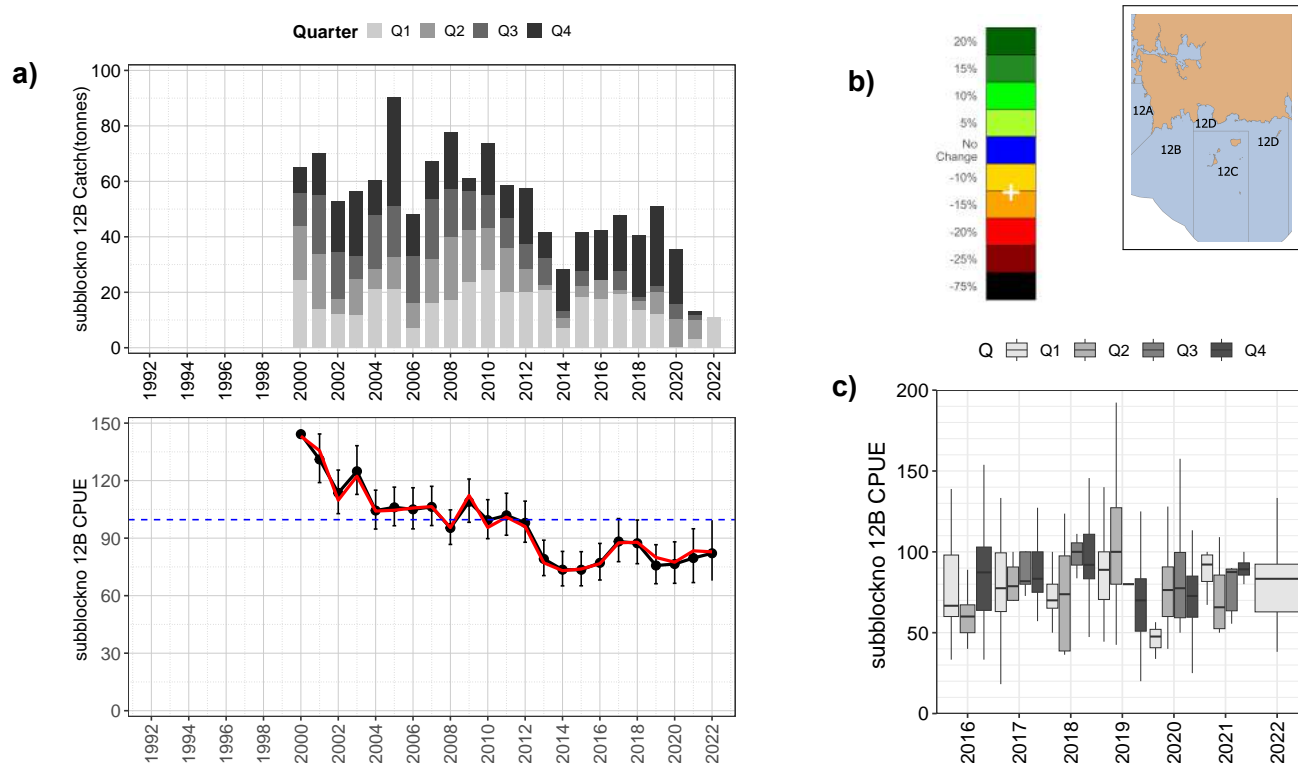 Quarter Q1 Q2 Q3 Q4
a)
subblockno 12B Catch(tonnes)
100
80
60
40
20
0
1992 1994 1996 1998 2000 2002 2004 2006 2008 2010 2012 2014 2016 2018 2020 2022
subblockno 12B CPUE
150
120
90
60
30
0
1992 1994 1996 1998 2000 2002 2004 2006 2008 2010 2012 2014 2016 2018 2020 2022
b)
20%
15%
10%
5%
No
Change
-10%
-15%
-20%
-25%
-75%
12A
12D
12B
12D
12C
Q Q1 Q2 Q3 Q4
c)
subblockno 12B CPUE
200
150
100
50
0
2016 2017 2018 2019 2020 2021 2022